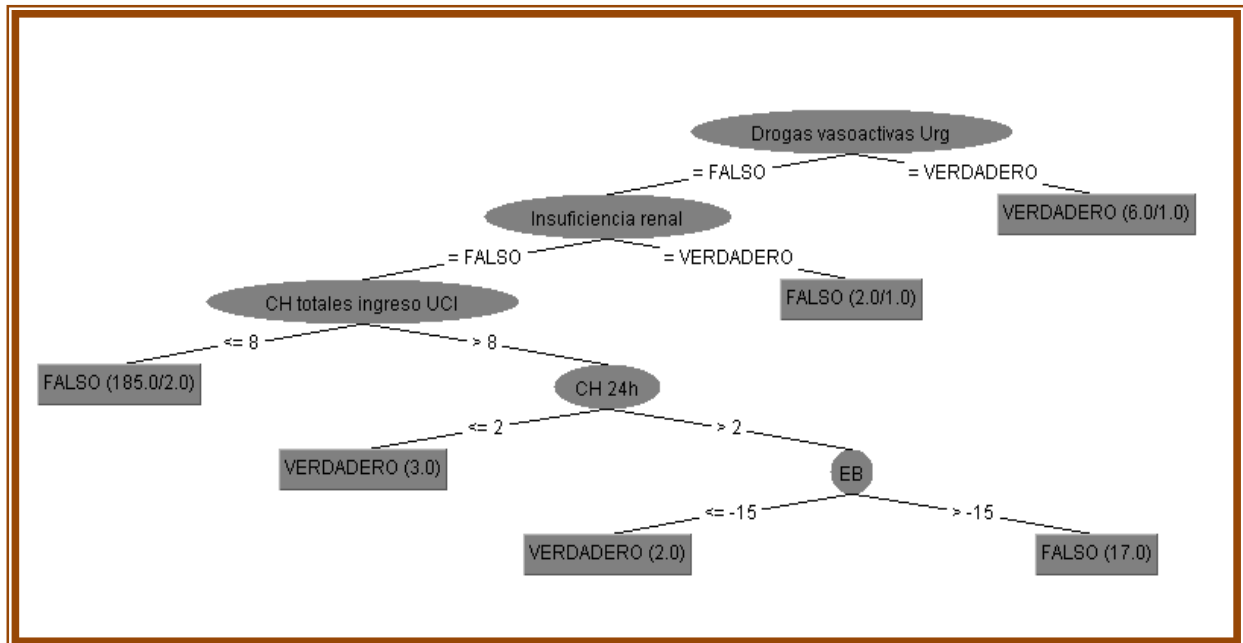 Drogas vasoactivas Urg
= FALSO
= VERDADERO
Insuficiencia renal
VERDADERO (6.0/1.0)
= FALSO
= VERDADERO
CH totales ingreso UCI
FALSO (2.0/1.0)
<= 8
> 8
FALSO (185.0/2.0)
CH 24h
<= 2
> 2
VERDADERO (3.0)
EB
<= -15
> -15
VERDADERO (2.0)
FALSO (17.0)